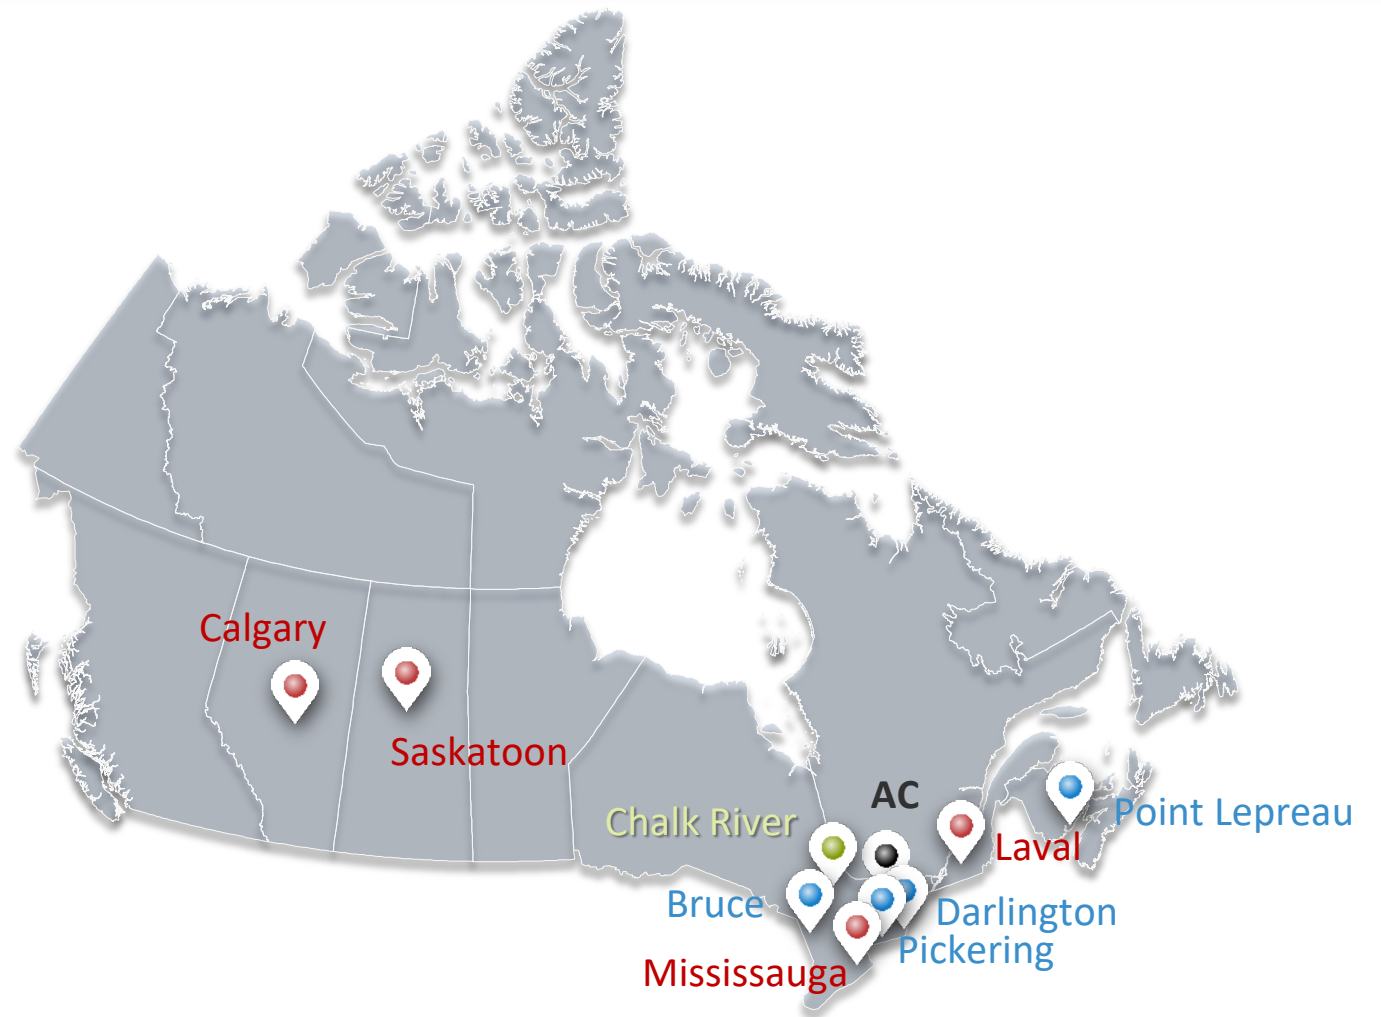 Calgary
Saskatoon
AC
Chalk River
Point Lepreau
Laval
Bruce
Darlington
Pickering
Mississauga